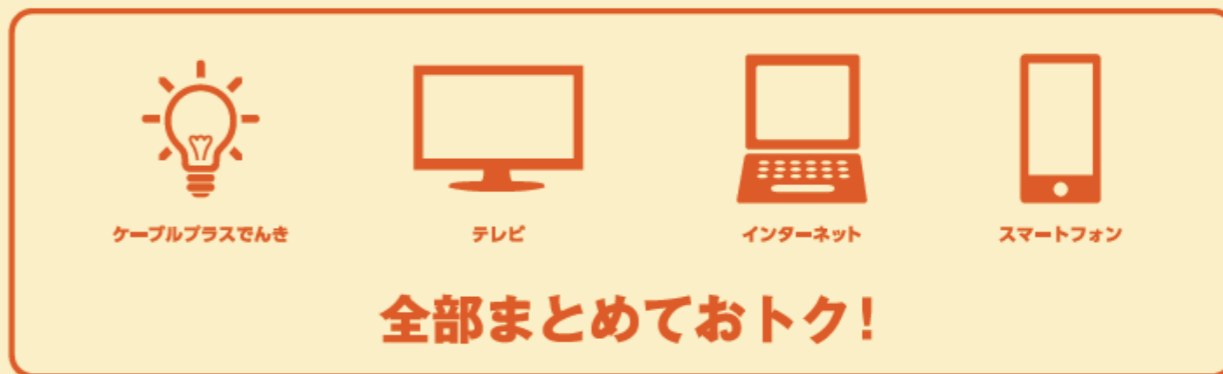 ケーブルプラスでんき
テレビ
インターネット
スマートフォン
全部まとめておトク!